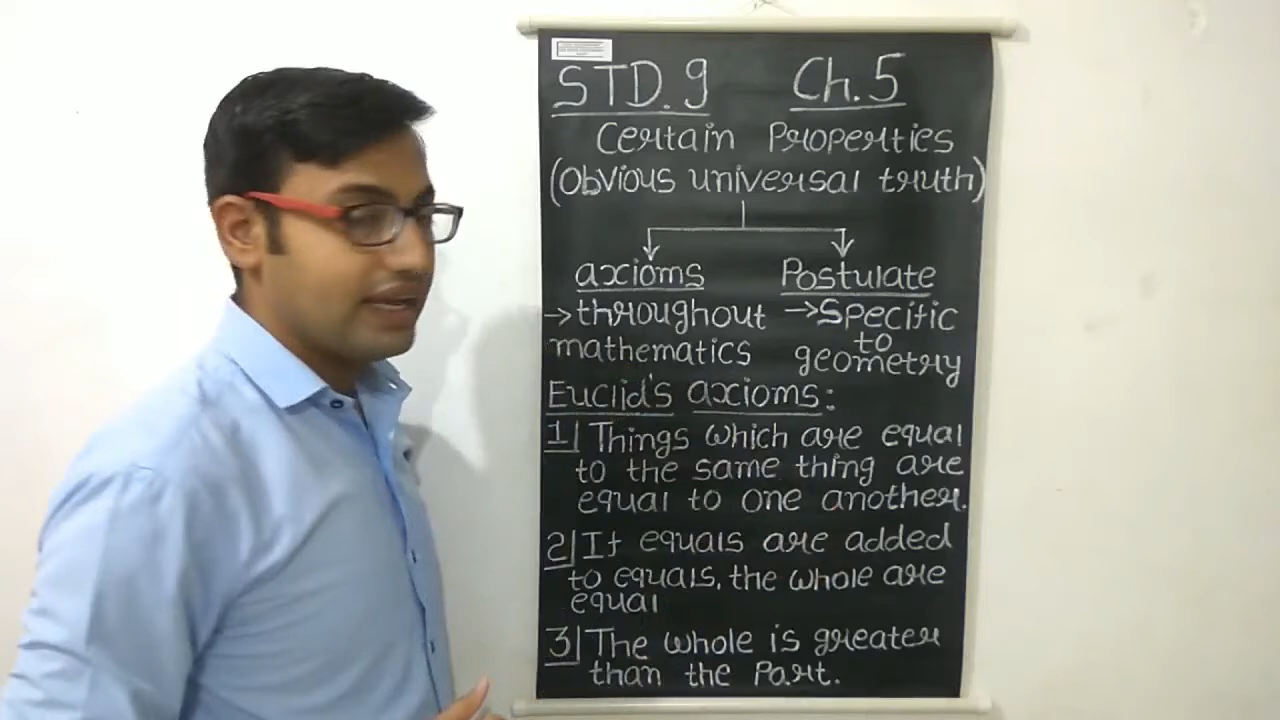 STD. 9 Ch. 5
Certain Properties
(Obvious universal truth)
axioms Postulate
→throughout →Specific
to
mathematics geometry
Euclid's axioms:
1] Things which are equal
to the same thing are
equal to one another.
2] If equals are added
to equals, the whole are
equal
3] The whole is greater
than the Part.